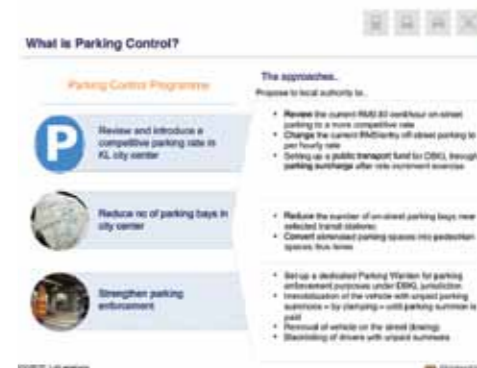 What is Parking Control?
Parking Control Programme
The approaches..
Propose to local authority to..
P
Review and introduce a
competitive parking rate in
KL city center
• Review the current RM0.80 cent/hour on-street
parking to a more competitive rate
• Change the current RM5/entry off-street parking to
per hourly rate
• Setting up a public transport fund for DBKL through
parking surcharge after rate increment exercise
Reduce no of parking bays in
city center
• Reduce the number of on-street parking bays near
selected transit stations
• Convert eliminated parking spaces into pedestrian
spaces, bus lanes
Strengthen parking
enforcement
• Set up a dedicated Parking Warden for parking
enforcement purposes under DBKL jurisdiction
• Immobilization of the vehicle with unpaid parking
summons – by clamping – until parking summon is
paid
• Removal of vehicle on the street (towing)
• Blacklisting of drivers with unpaid summons